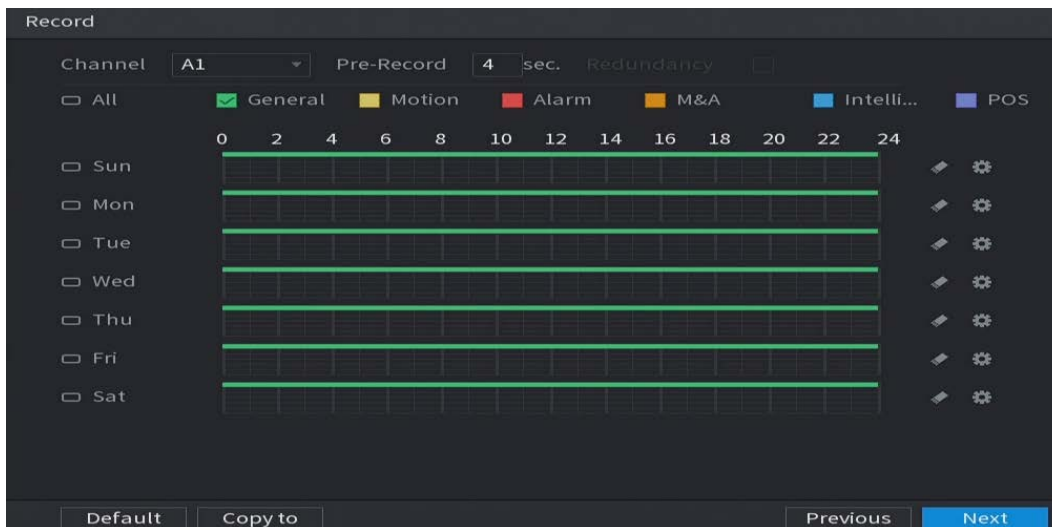 Record
Channel A1 Pre-Record 4 sec. Redundancy
All General Motion Alarm M&A Intelli... POS
0 2 4 6 8 10 12 14 16 18 20 22 24
Sun
Mon
Tue
Wed
Thu
Fri
Sat
Default Copy to Previous Next